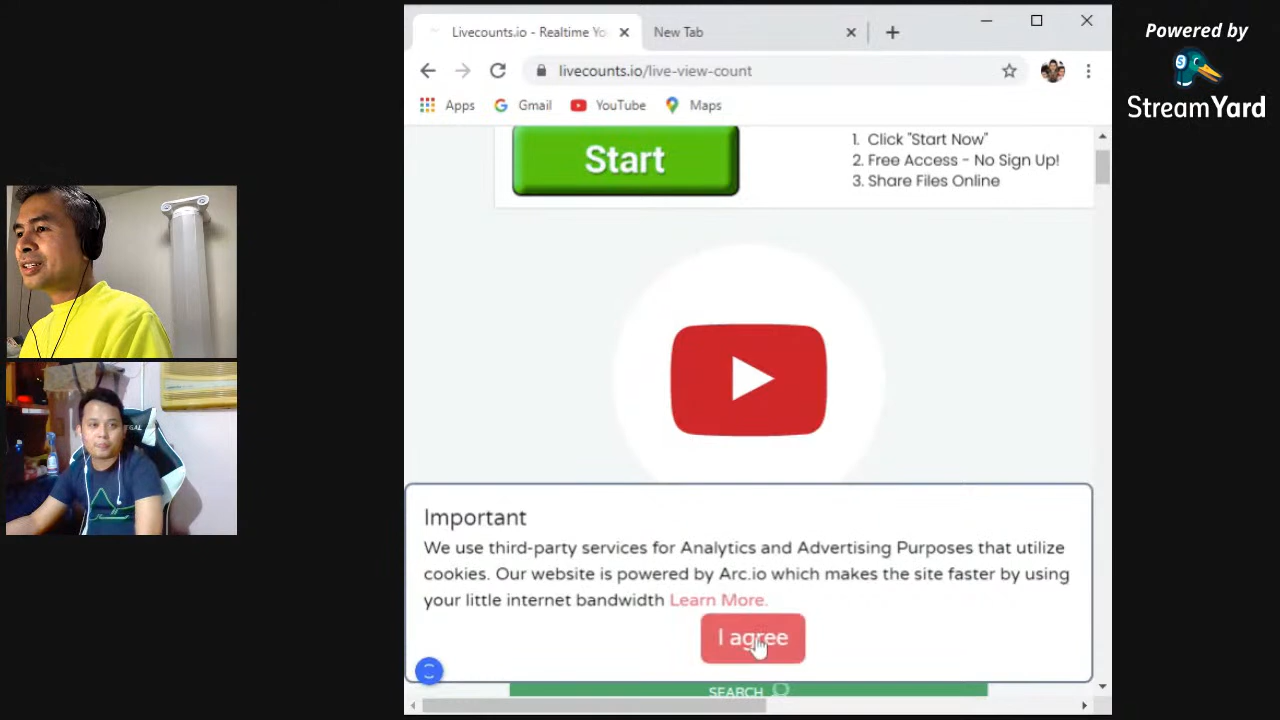 Powered by
StreamYard
Livecounts.io - Realtime Yo
New Tab
livecounts.io/live-view-count
Apps
Gmail
YouTube
Maps
Start
1. Click "Start Now"
2. Free Access - No Sign Up!
3. Share Files Online
Important
We use third-party services for Analytics and Advertising Purposes that utilize
cookies. Our website is powered by Arc.io which makes the site faster by using
your little internet bandwidth Learn More.
I agree
SEARCH